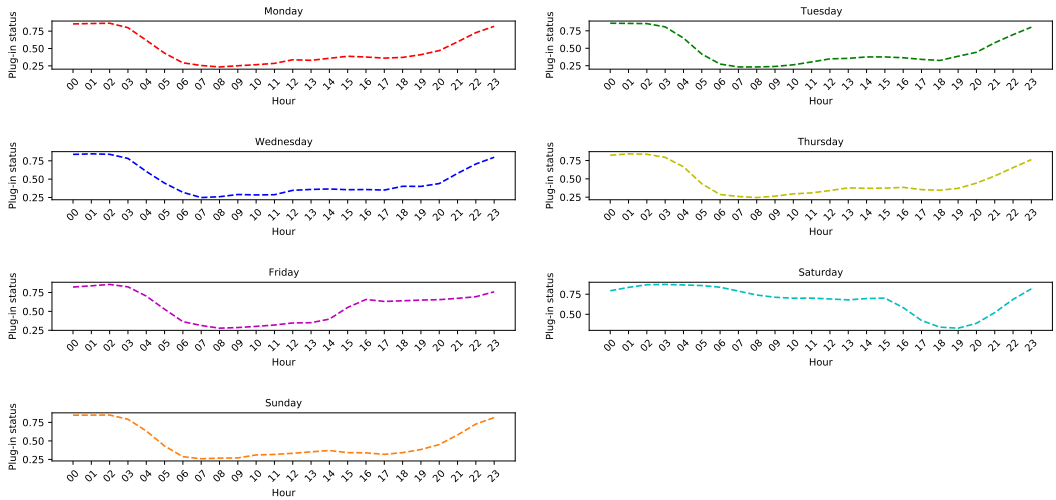 Monday
Plug-in status
0.75
0.50
0.25
00 01 02 03 04 05 06 07 08 09 10 11 12 13 14 15 16 17 18 19 20 21 22 23
Hour
Tuesday
Plug-in status
0.75
0.50
0.25
00 01 02 03 04 05 06 07 08 09 10 11 12 13 14 15 16 17 18 19 20 21 22 23
Hour
Wednesday
Plug-in status
0.75
0.50
0.25
00 01 02 03 04 05 06 07 08 09 10 11 12 13 14 15 16 17 18 19 20 21 22 23
Hour
Thursday
Plug-in status
0.75
0.50
0.25
00 01 02 03 04 05 06 07 08 09 10 11 12 13 14 15 16 17 18 19 20 21 22 23
Hour
Friday
Plug-in status
0.75
0.50
0.25
00 01 02 03 04 05 06 07 08 09 10 11 12 13 14 15 16 17 18 19 20 21 22 23
Hour
Saturday
Plug-in status
0.75
0.50
00 01 02 03 04 05 06 07 08 09 10 11 12 13 14 15 16 17 18 19 20 21 22 23
Hour
Sunday
Plug-in status
0.75
0.50
0.25
00 01 02 03 04 05 06 07 08 09 10 11 12 13 14 15 16 17 18 19 20 21 22 23
Hour